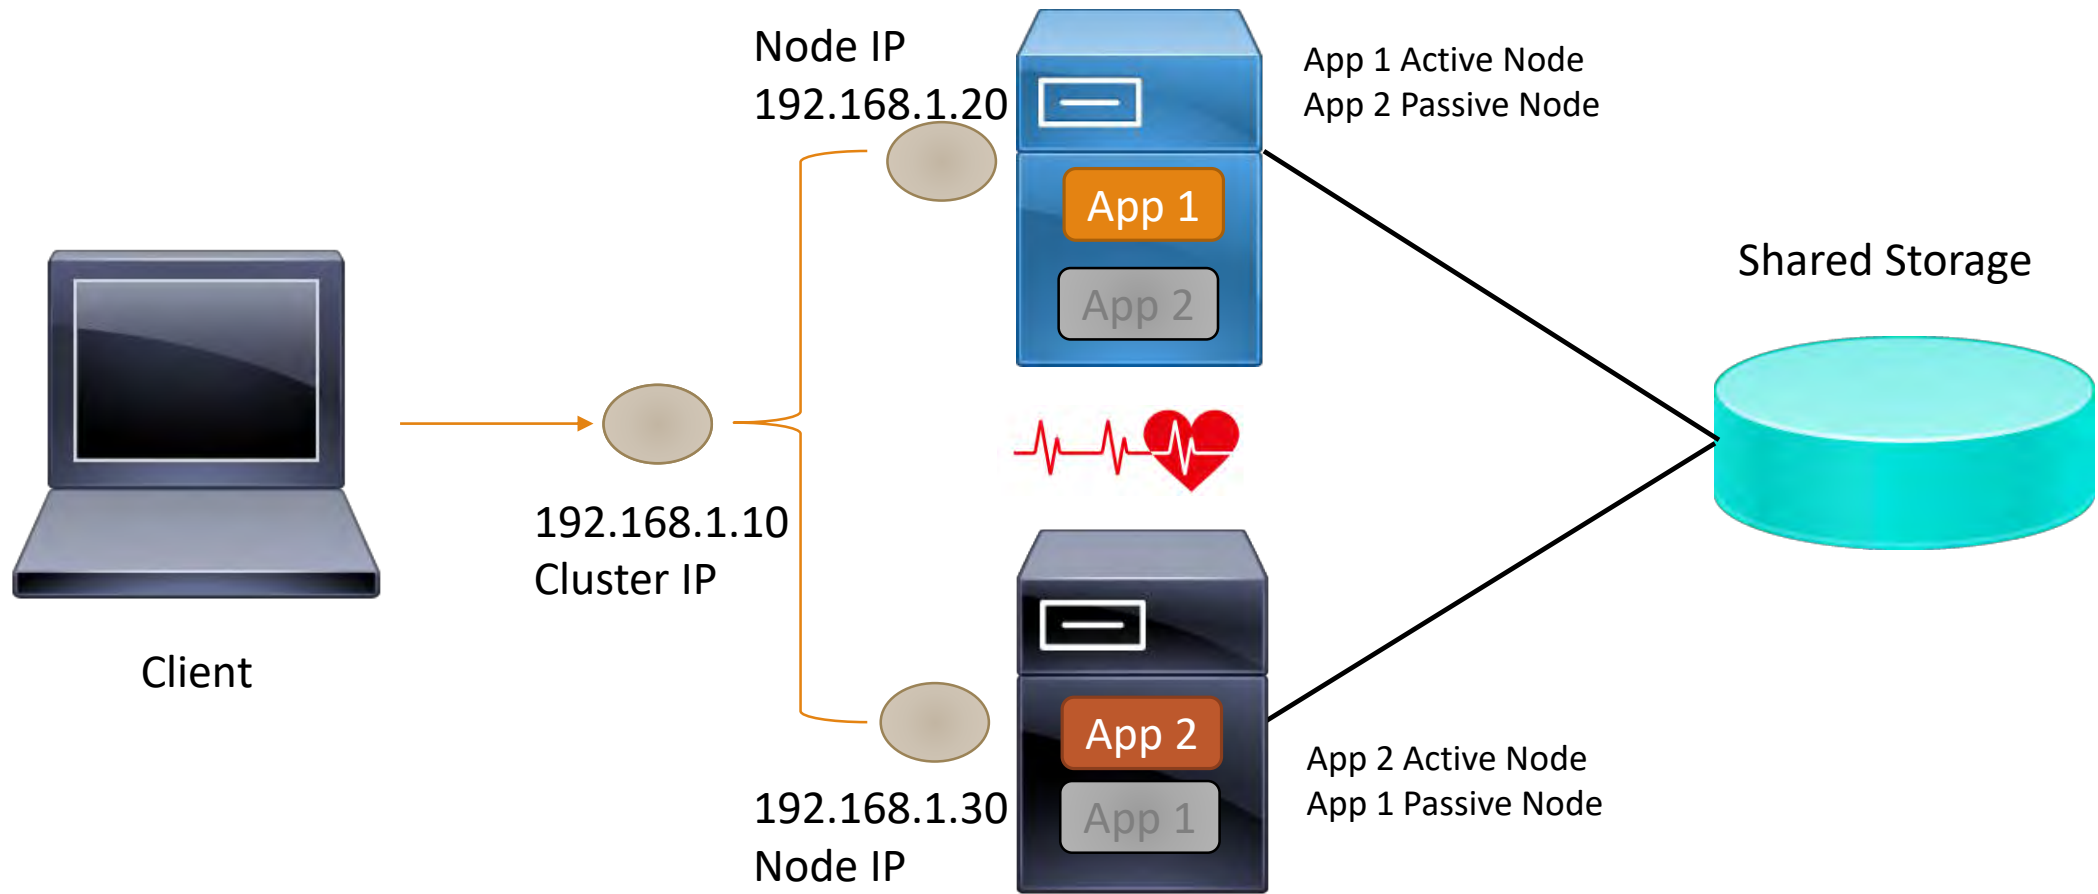 Node IP
192.168.1.20
App 1 Active Node
App 2 Passive Node
App 1
App 2
Shared Storage
192.168.1.10
Cluster IP
Client
App 2
App 1
192.168.1.30
Node IP
App 2 Active Node
App 1 Passive Node